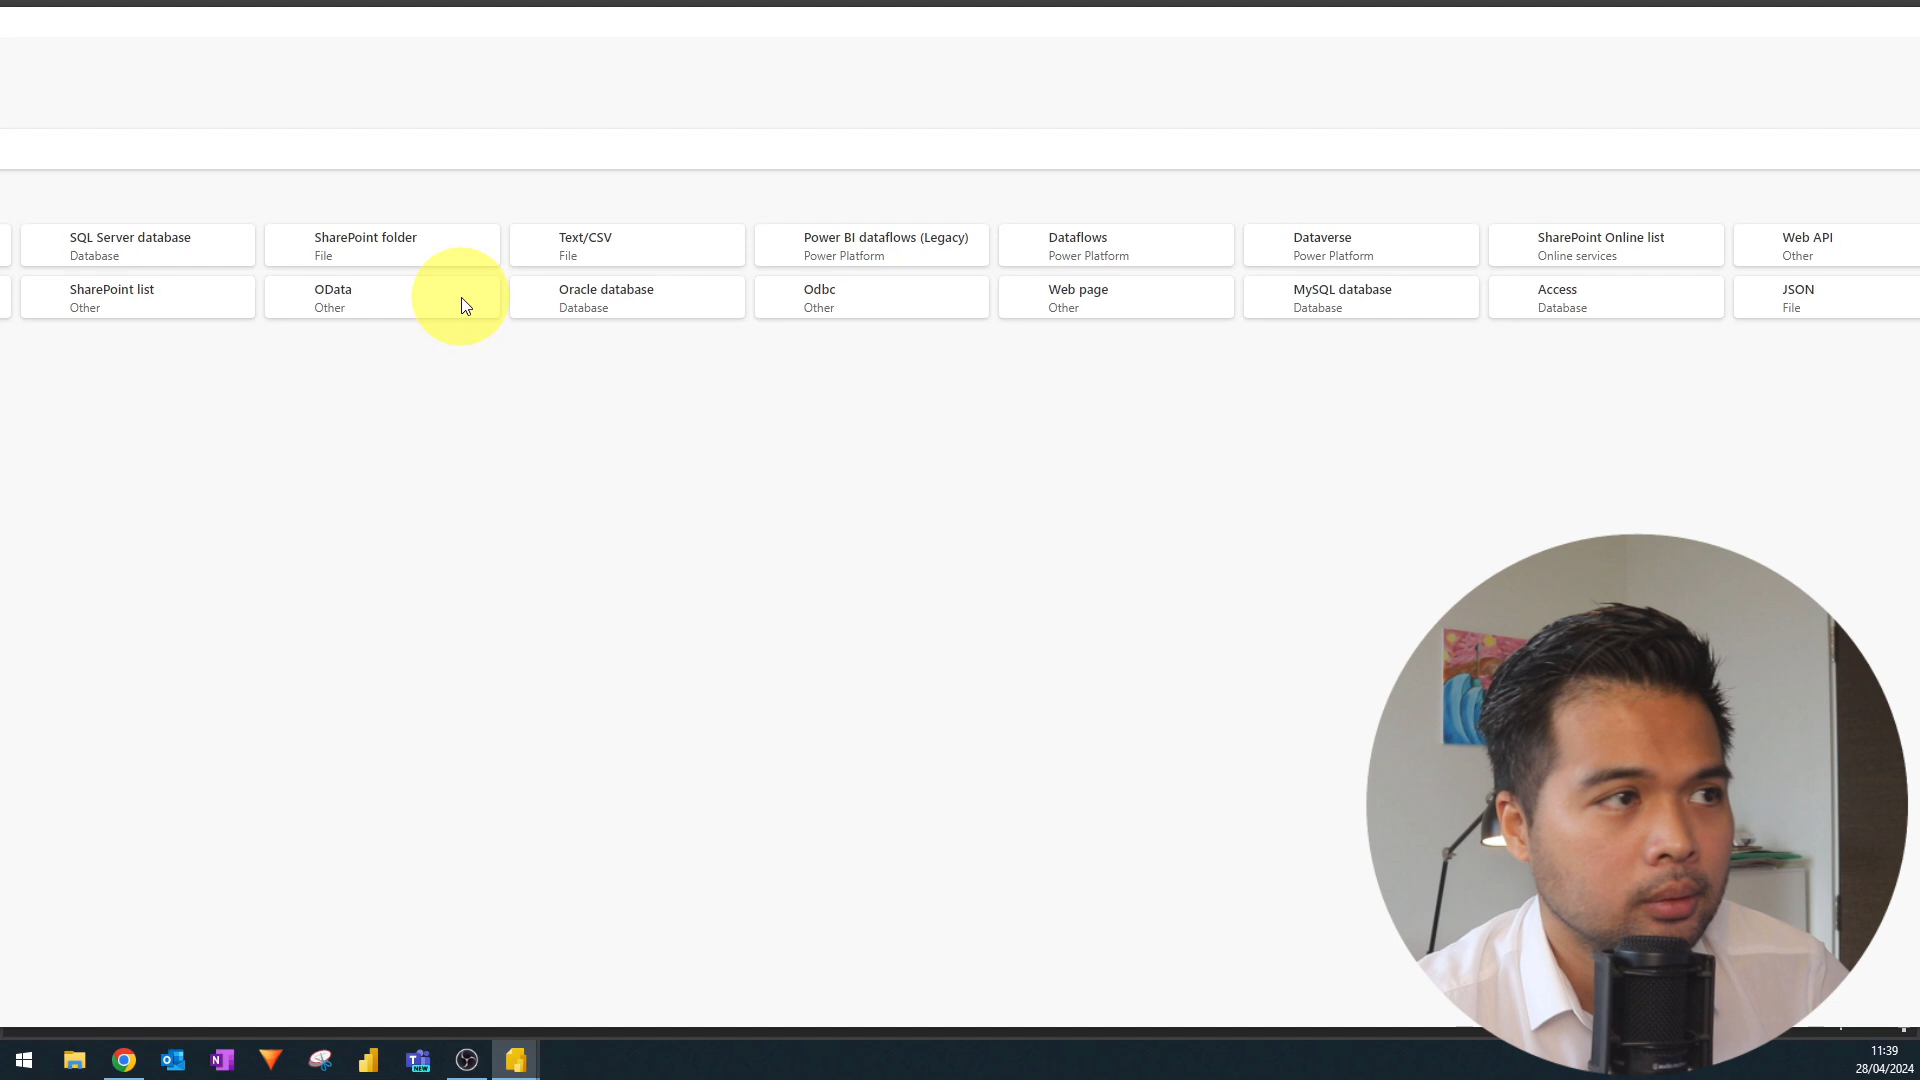 SQL Server database
Database
SharePoint folder
File
Text/CSV
File
Power BI dataflows (Legacy)
Power Platform
Dataflows
Power Platform
Dataverse
Power Platform
SharePoint Online list
Online services
Web API
Other
SharePoint list
Other
OData
Other
Oracle database
Database
Odbc
Other
Web page
Other
MySQL database
Database
Access
Database
JSON
File
NEW
11:39
28/04/2024